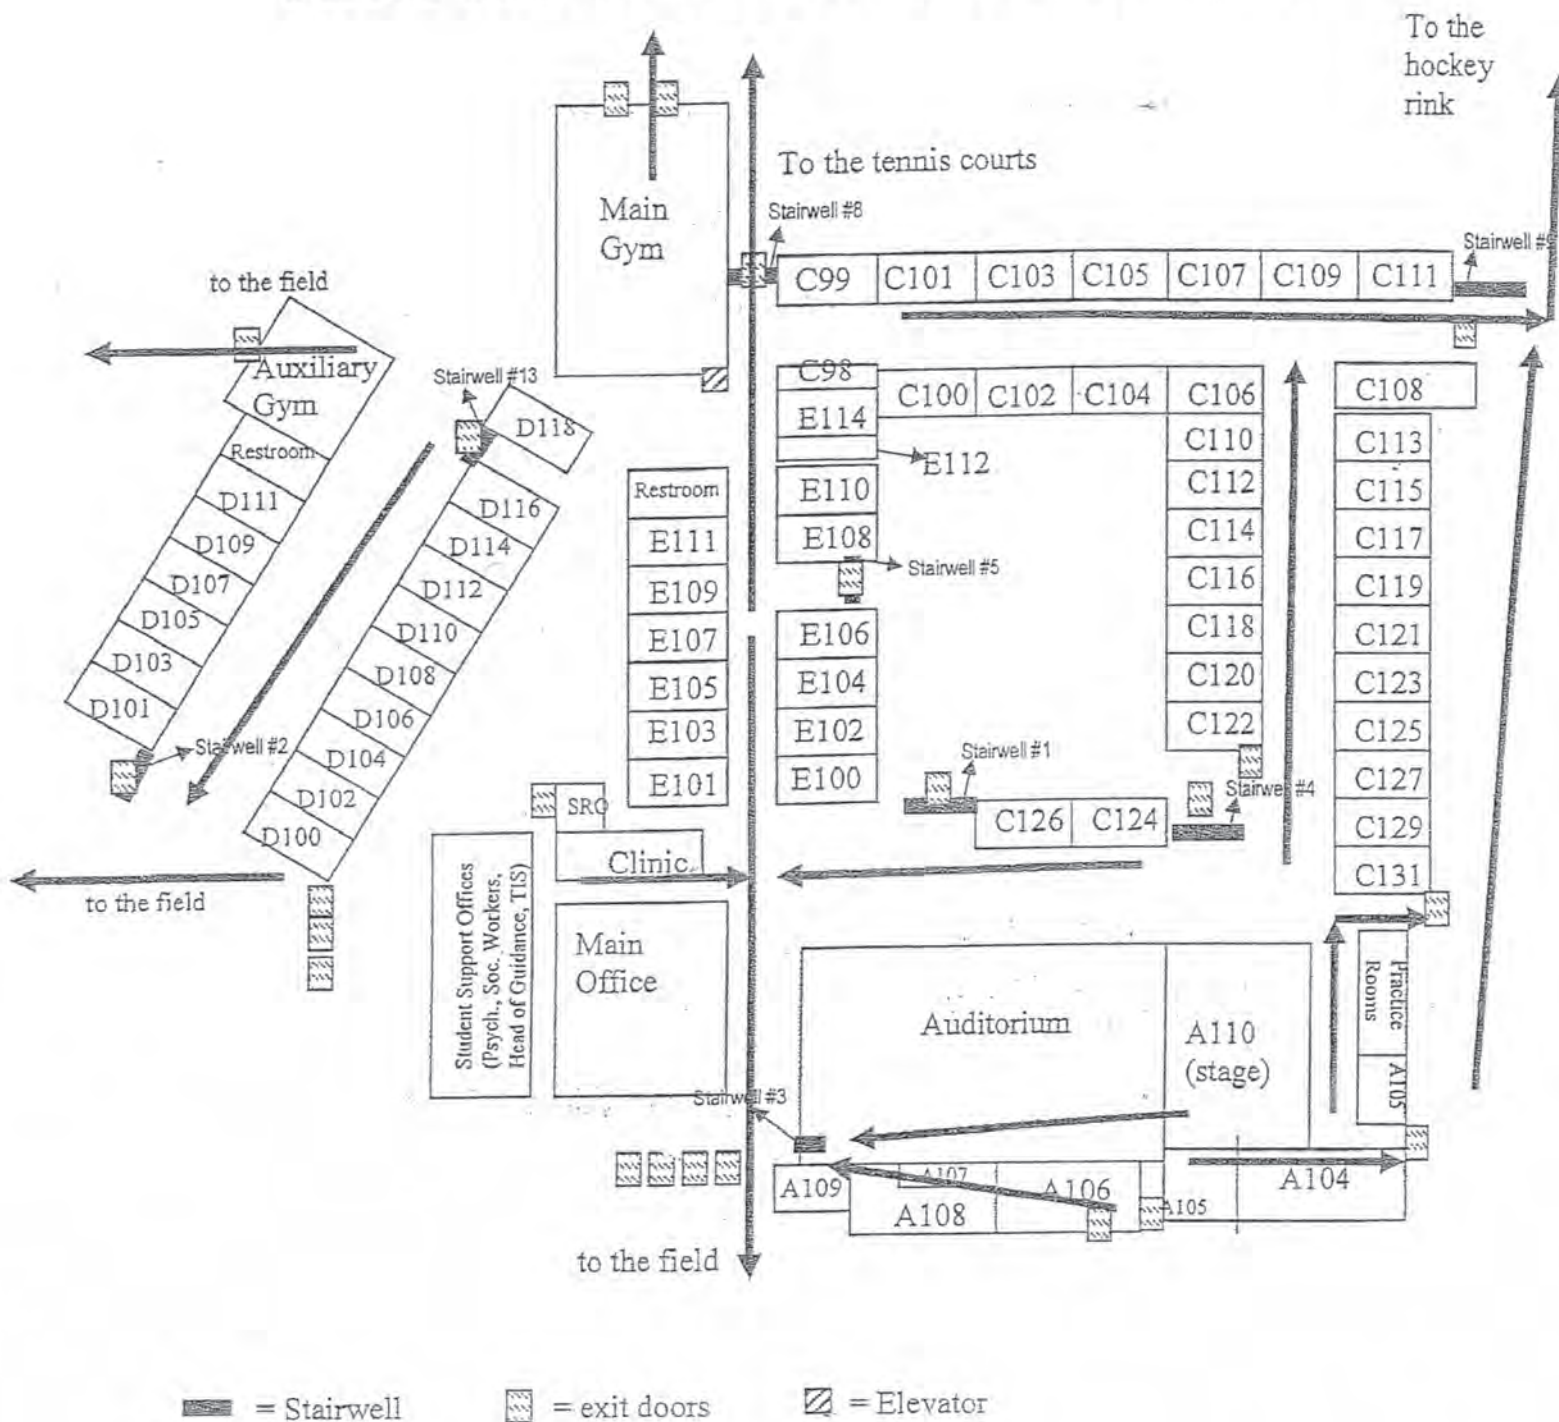 To the
hockey
rink
To the tennis courts
Main
Gym
Stairwell #8
Stairwell #
C99
C101
C103
C105
C107
C109
C111
to the field
Auxiliary
Gym
Stairwell #13
C98
C100
C102
C104
C106
C108
E114
D118
Restroom
C110
C113
E112
D111
D116
Restroom
E110
C112
C115
D109
D114
E111
E108
C114
C117
D107
D112
Stairwell #5
E109
C116
C119
D105
D110
E107
E106
C118
C121
D103
D108
E105
E104
C120
C123
D101
D106
Stairwell #2
E103
E102
C122
C125
D104
Stairwell #1
E101
E100
C127
D102
SRO
Stairwell #4
D100
C126
C124
C129
Clinic
C131
to the field
Student Support Offices
(Psych., Soc. Workers,
Head of Guidance, TIS)
Main
Office
Auditorium
A110
(stage)
Practice
Rooms
A105
Stairwell #3
A109
A107
A106
A104
A108
A105
to the field
= Stairwell
= exit doors
= Elevator